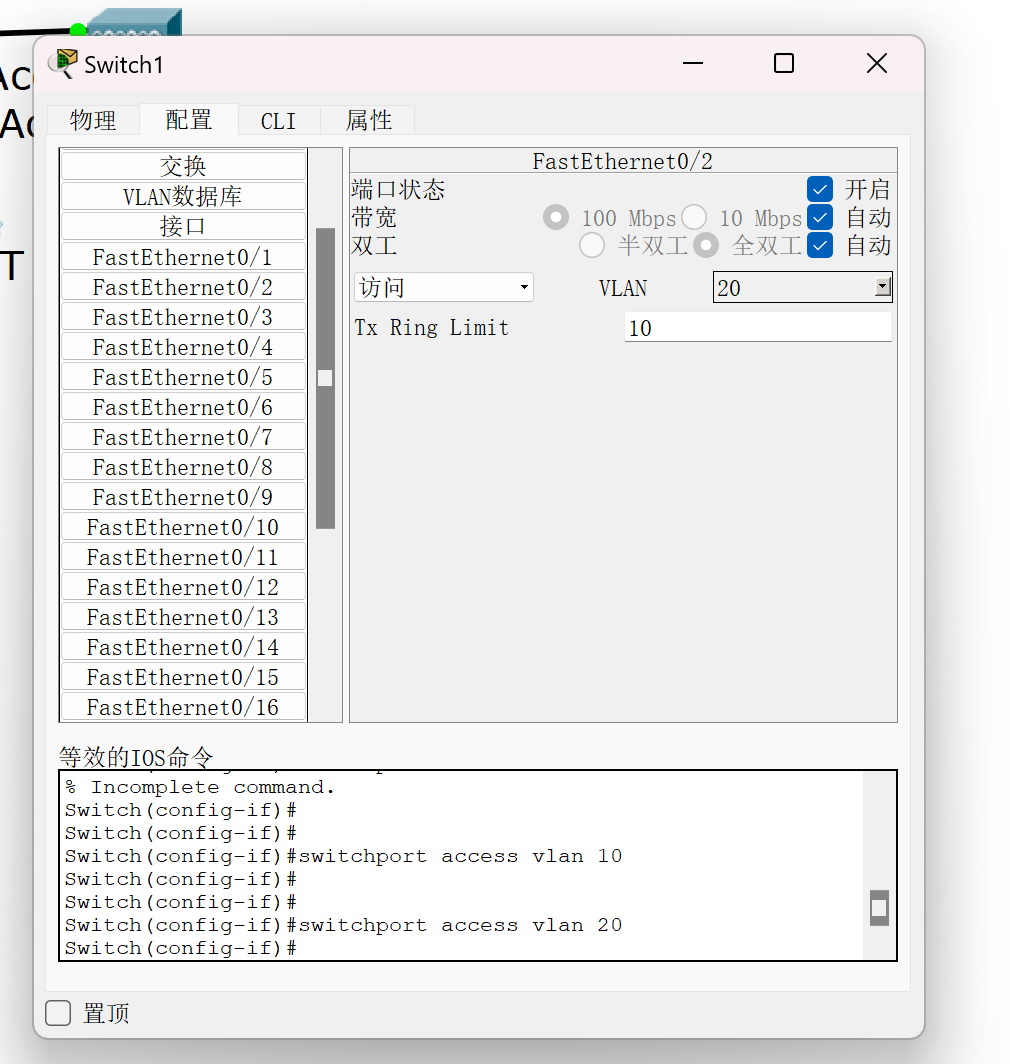 Switch1
物理 配置 CLI 属性
交换
VLAN数据库
接口
FastEthernet0/1
FastEthernet0/2
FastEthernet0/3
FastEthernet0/4
FastEthernet0/5
FastEthernet0/6
FastEthernet0/7
FastEthernet0/8
FastEthernet0/9
FastEthernet0/10
FastEthernet0/11
FastEthernet0/12
FastEthernet0/13
FastEthernet0/14
FastEthernet0/15
FastEthernet0/16
FastEthernet0/2
端口状态 开启
带宽 100 Mbps 10 Mbps 自动
双工 半双工 全双工 自动
访问 VLAN 20
Tx Ring Limit 10
等效的IOS命令
% Incomplete command.
Switch(config-if)#
Switch(config-if)#
Switch(config-if)#switchport access vlan 10
Switch(config-if)#
Switch(config-if)#
Switch(config-if)#switchport access vlan 20
Switch(config-if)#
置顶